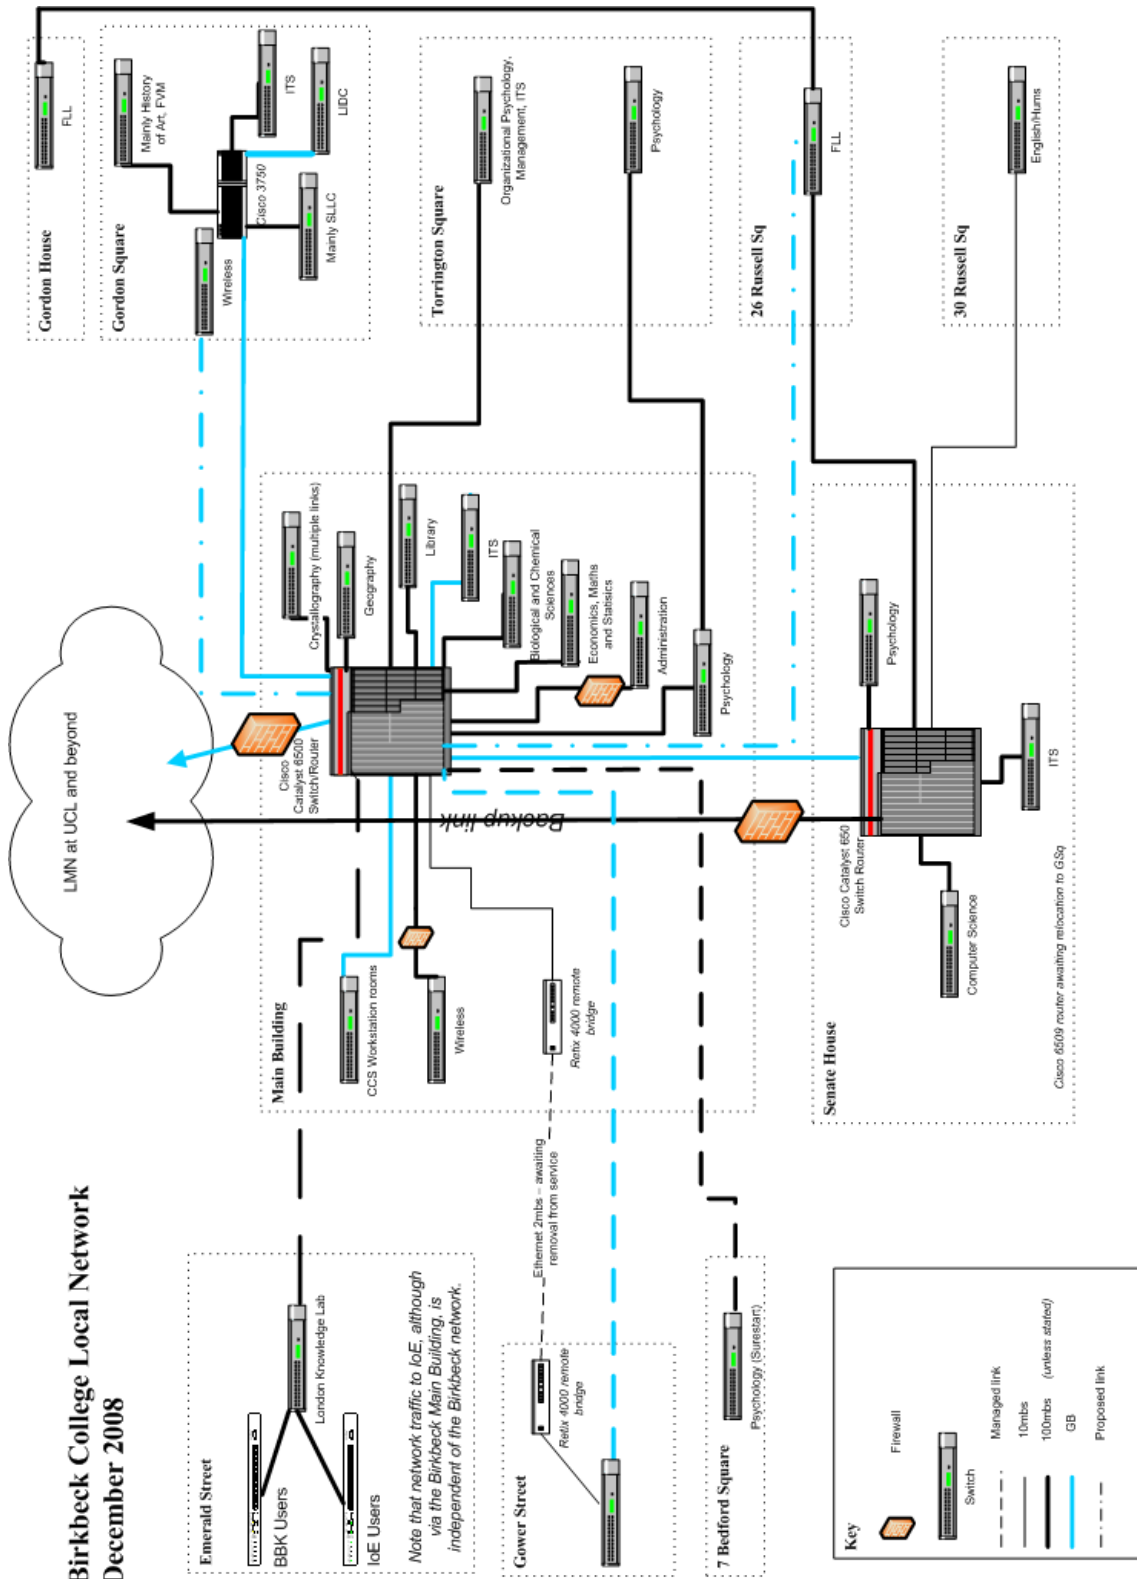 Birkbeck College Local Network
December 2008
LMN at UCL and beyond
Gordon House
FLL
Gordon Square
Mainly History
of Art, FVM
ITS
LIDC
Cisco 3750
Wireless
Mainly SLLC
Torrington Square
Organizational Psychology,
Management, ITS
Psychology
26 Russell Sq
FLL
30 Russell Sq
English/Hums
Main Building
Cisco
Catalyst 6500
Switch/Router
Crystallography (multiple links)
Geography
Library
ITS
Biological and Chemical
Sciences
Economics, Maths
and Statisics
Administration
Psychology
Backup link
CCS Workstation rooms
Wireless
Retix 4000 remote
bridge
Ethernet 2mbs – awaiting
removal from service
Senate House
Cisco Catalyst 650
Switch Router
Psychology
ITS
Computer Science
Cisco 6509 router awaiting relocation to GSq
Emerald Street
London Knowledge Lab
BBK Users
IoE Users
Note that network traffic to IoE, although
via the Birkbeck Main Building, is
independent of the Birkbeck network.
Gower Street
Retix 4000 remote
bridge
7 Bedford Square
Psychology (Surestart)
Key
Firewall
Switch
Managed link
10mbs
100mbs (unless stated)
GB
Proposed link